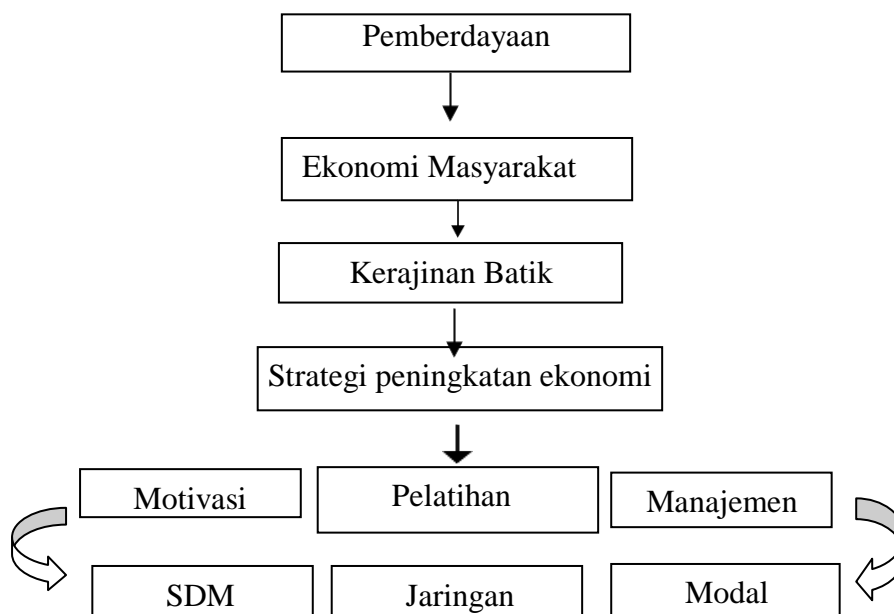 Pemberdayaan
Ekonomi Masyarakat
Kerajinan Batik
Strategi peningkatan ekonomi
Motivasi
Pelatihan
Manajemen
SDM
Jaringan
Modal